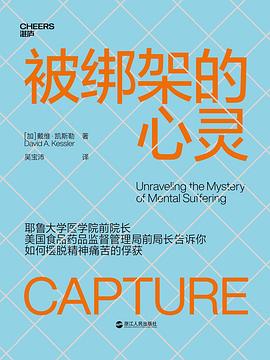 CHEERS
湛庐
被绑架的
心灵
[加]戴维·凯斯勒 著
David A. Kessler
吴宝沛 译
Unraveling the Mystery
of Mental Suffering
耶鲁大学医学院前院长
美国食品药品监督管理局前局长告诉你
如何摆脱精神痛苦的俘获
CAPTURE
浙江人民出版社